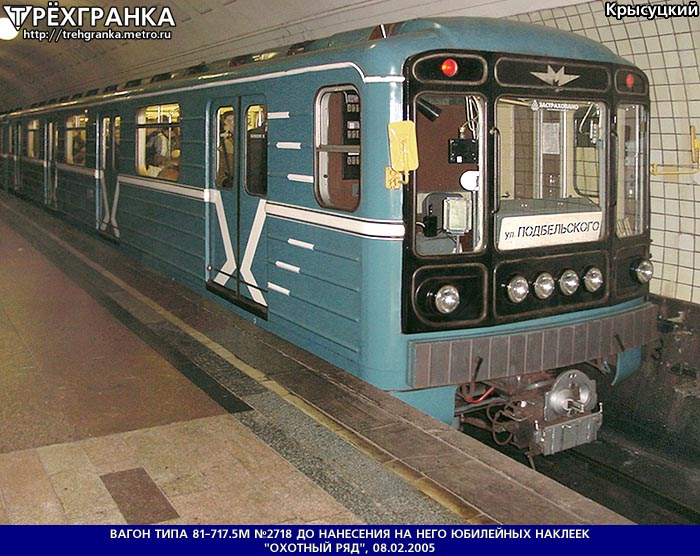 ТРЁХГРАНКА
http://trehgranka.metro.ru
Крысуцкий
ЗАСТРАХОВАНО
ул. ПОДБЕЛЬСКОГО
ВАГОН ТИПА 81-717.5М №2718 ДО НАНЕСЕНИЯ НА НЕГО ЮБИЛЕЙНЫХ НАКЛЕЕК
"ОХОТНЫЙ РЯД", 08.02.2005